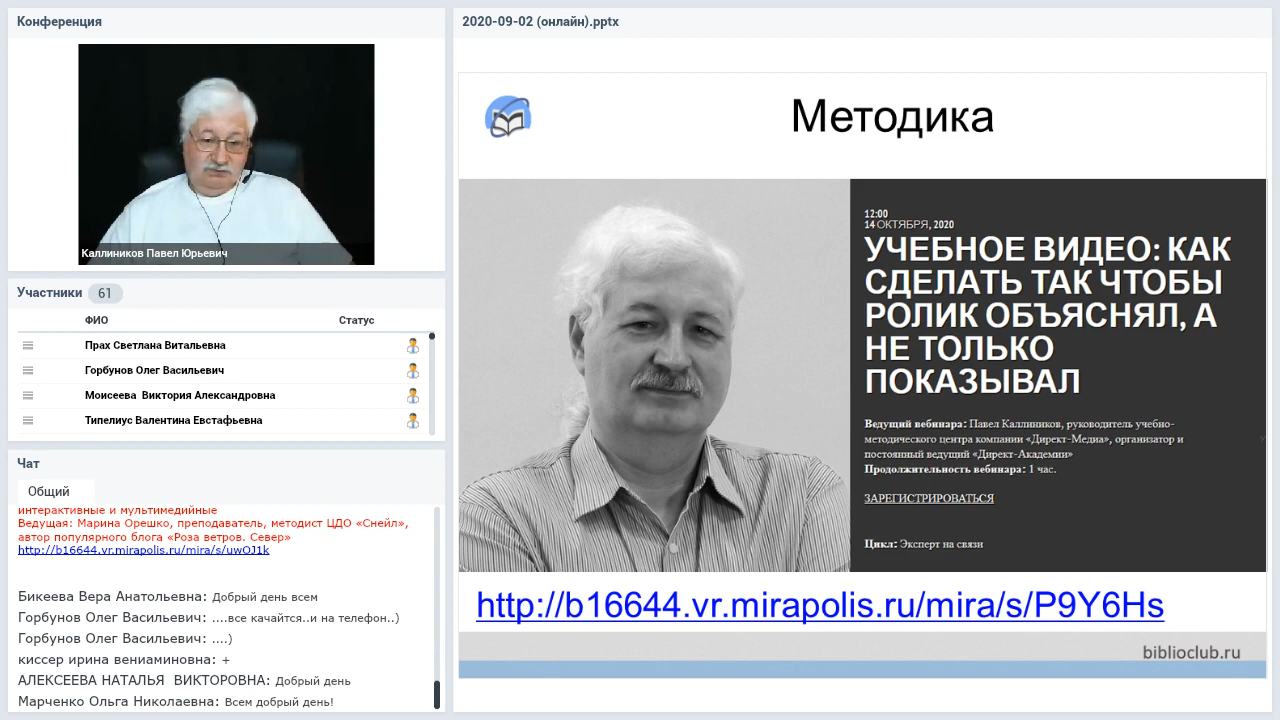 Конференция
Каллиников Павел Юрьевич
Участники 61
ФИО Статус
Прах Светлана Витальевна
Горбунов Олег Васильевич
Моисеева Виктория Александровна
Типелиус Валентина Евстафьевна
Чат
Общий
интерактивные и мультимедийные
Ведущая: Марина Орешко, преподаватель, методист ЦДО «Снейл»,
автор популярного блога «Роза ветров. Север»
http://b16644.vr.mirapolis.ru/mira/s/uwOJ1k
Бикеева Вера Анатольевна: Добрый день всем
Горбунов Олег Васильевич: ....все качайтся..и на телефон..)
Горбунов Олег Васильевич: ....)
киссер ирина вениаминовна: +
АЛЕКСЕЕВА НАТАЛЬЯ ВИКТОРОВНА: Добрый день
Марченко Ольга Николаевна: Всем добрый день!
2020-09-02 (онлайн).pptx
Методика
12:00
14 ОКТЯБРЯ, 2020
УЧЕБНОЕ ВИДЕО: КАК
СДЕЛАТЬ ТАК ЧТОБЫ
РОЛИК ОБЪЯСНЯЛ, А
НЕ ТОЛЬКО
ПОКАЗЫВАЛ
Ведущий вебинара: Павел Каллиников, руководитель учебно-
методического центра компании «Директ-Медиа», организатор и
постоянный ведущий «Директ-Академии»
Продолжительность вебинара: 1 час.
ЗАРЕГИСТРИРОВАТЬСЯ
Цикл: Эксперт на связи
http://b16644.vr.mirapolis.ru/mira/s/P9Y6Hs
biblioclub.ru